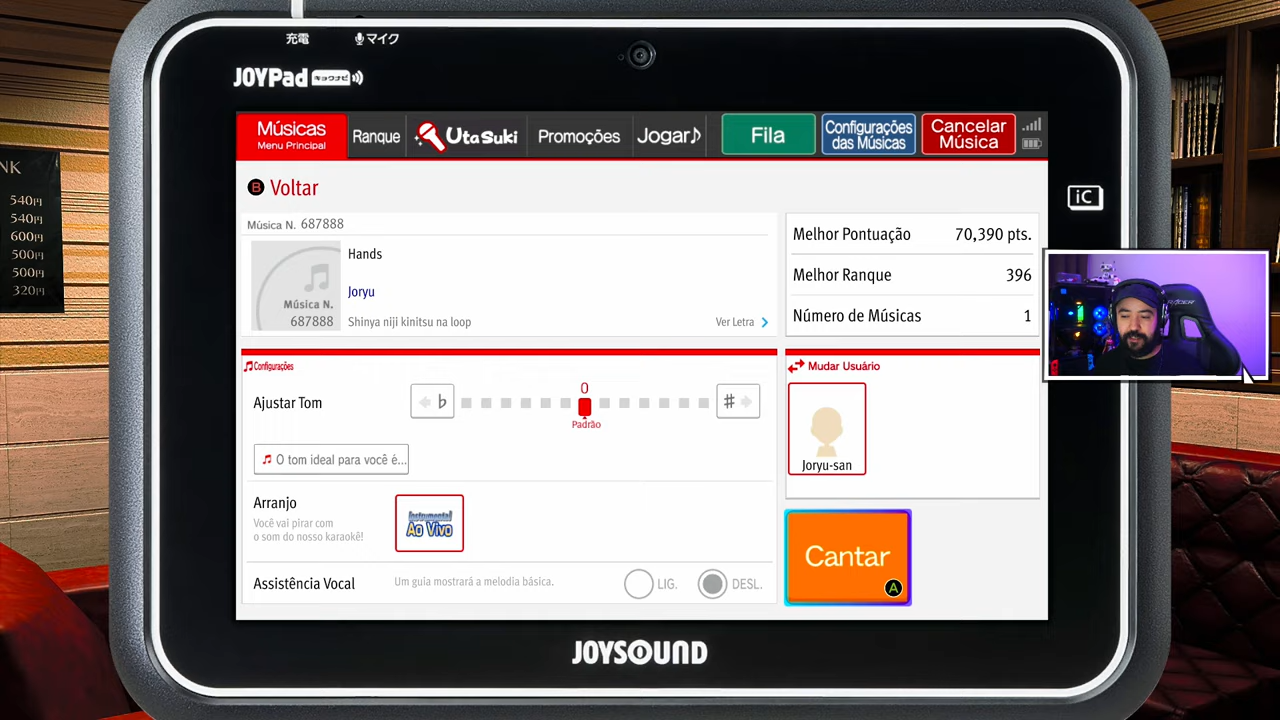 充電
マイク
JOYPad キョクナビ
Músicas
Menu Principal
Ranque
UtaSuki
Promoções
Jogar♪
Fila
Configurações
das Músicas
Cancelar
Música
iC
B Voltar
Música N. 687888
Hands
Música N.
687888
Joryu
Shinya niji kinitsu na loop
Ver Letra
Melhor Pontuação 70,390 pts.
Melhor Ranque 396
Número de Músicas 1
Configurações
Ajustar Tom
♭
0
Padrão
♯
♬ O tom ideal para você é...
Arranjo
Você vai pirar com
o som do nosso karaokê!
Instrumental
Ao Vivo
Assistência Vocal
Um guia mostrará a melodia básica.
LIG.
DESL.
Mudar Usuário
Joryu-san
Cantar
A
JOYSOUND
NK
540円
540円
600円
500円
500円
320円